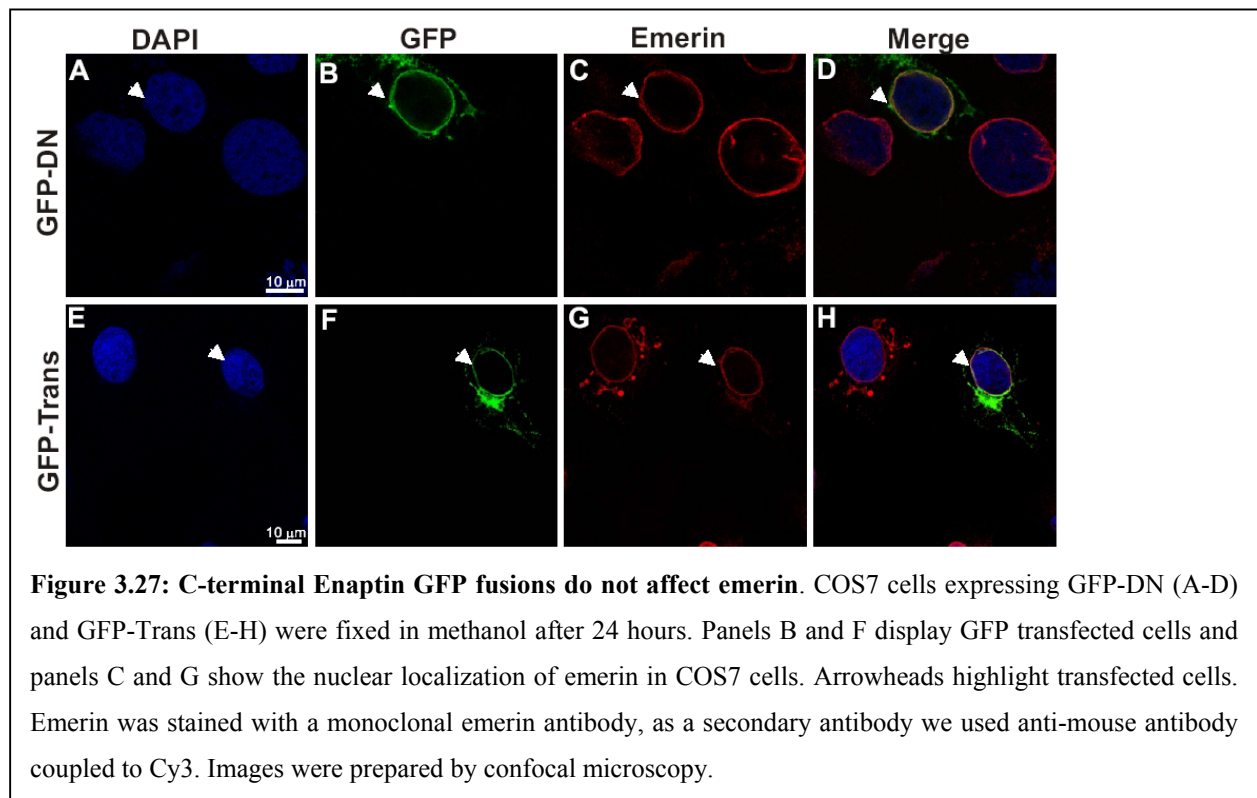 DAPI GFP Emerin Merge
GFP-DN
A B C D
10 µm
GFP-Trans
E F G H
10 µm
Figure 3.27: C-terminal Enaptin GFP fusions do not affect emerin. COS7 cells expressing GFP-DN (A-D)
and GFP-Trans (E-H) were fixed in methanol after 24 hours. Panels B and F display GFP transfected cells and
panels C and G show the nuclear localization of emerin in COS7 cells. Arrowheads highlight transfected cells.
Emerin was stained with a monoclonal emerin antibody, as a secondary antibody we used anti-mouse antibody
coupled to Cy3. Images were prepared by confocal microscopy.